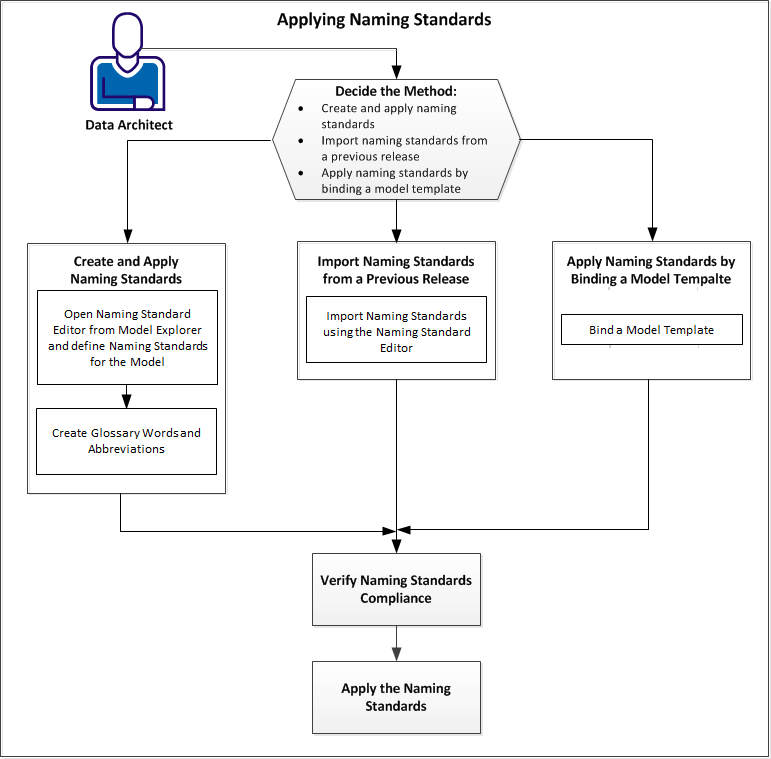 Applying Naming Standards
Data Architect
Decide the Method:
• Create and apply naming
standards
• Import naming standards from
a previous release
• Apply naming standards by
binding a model template
Create and Apply
Naming Standards
Open Naming Standard
Editor from Model Explorer
and define Naming Standards
for the Model
Create Glossary Words and
Abbreviations
Import Naming Standards
from a Previous Release
Import Naming Standards
using the Naming Standard
Editor
Apply Naming Standards by
Binding a Model Tempalte
Bind a Model Template
Verify Naming Standards
Compliance
Apply the Naming
Standards